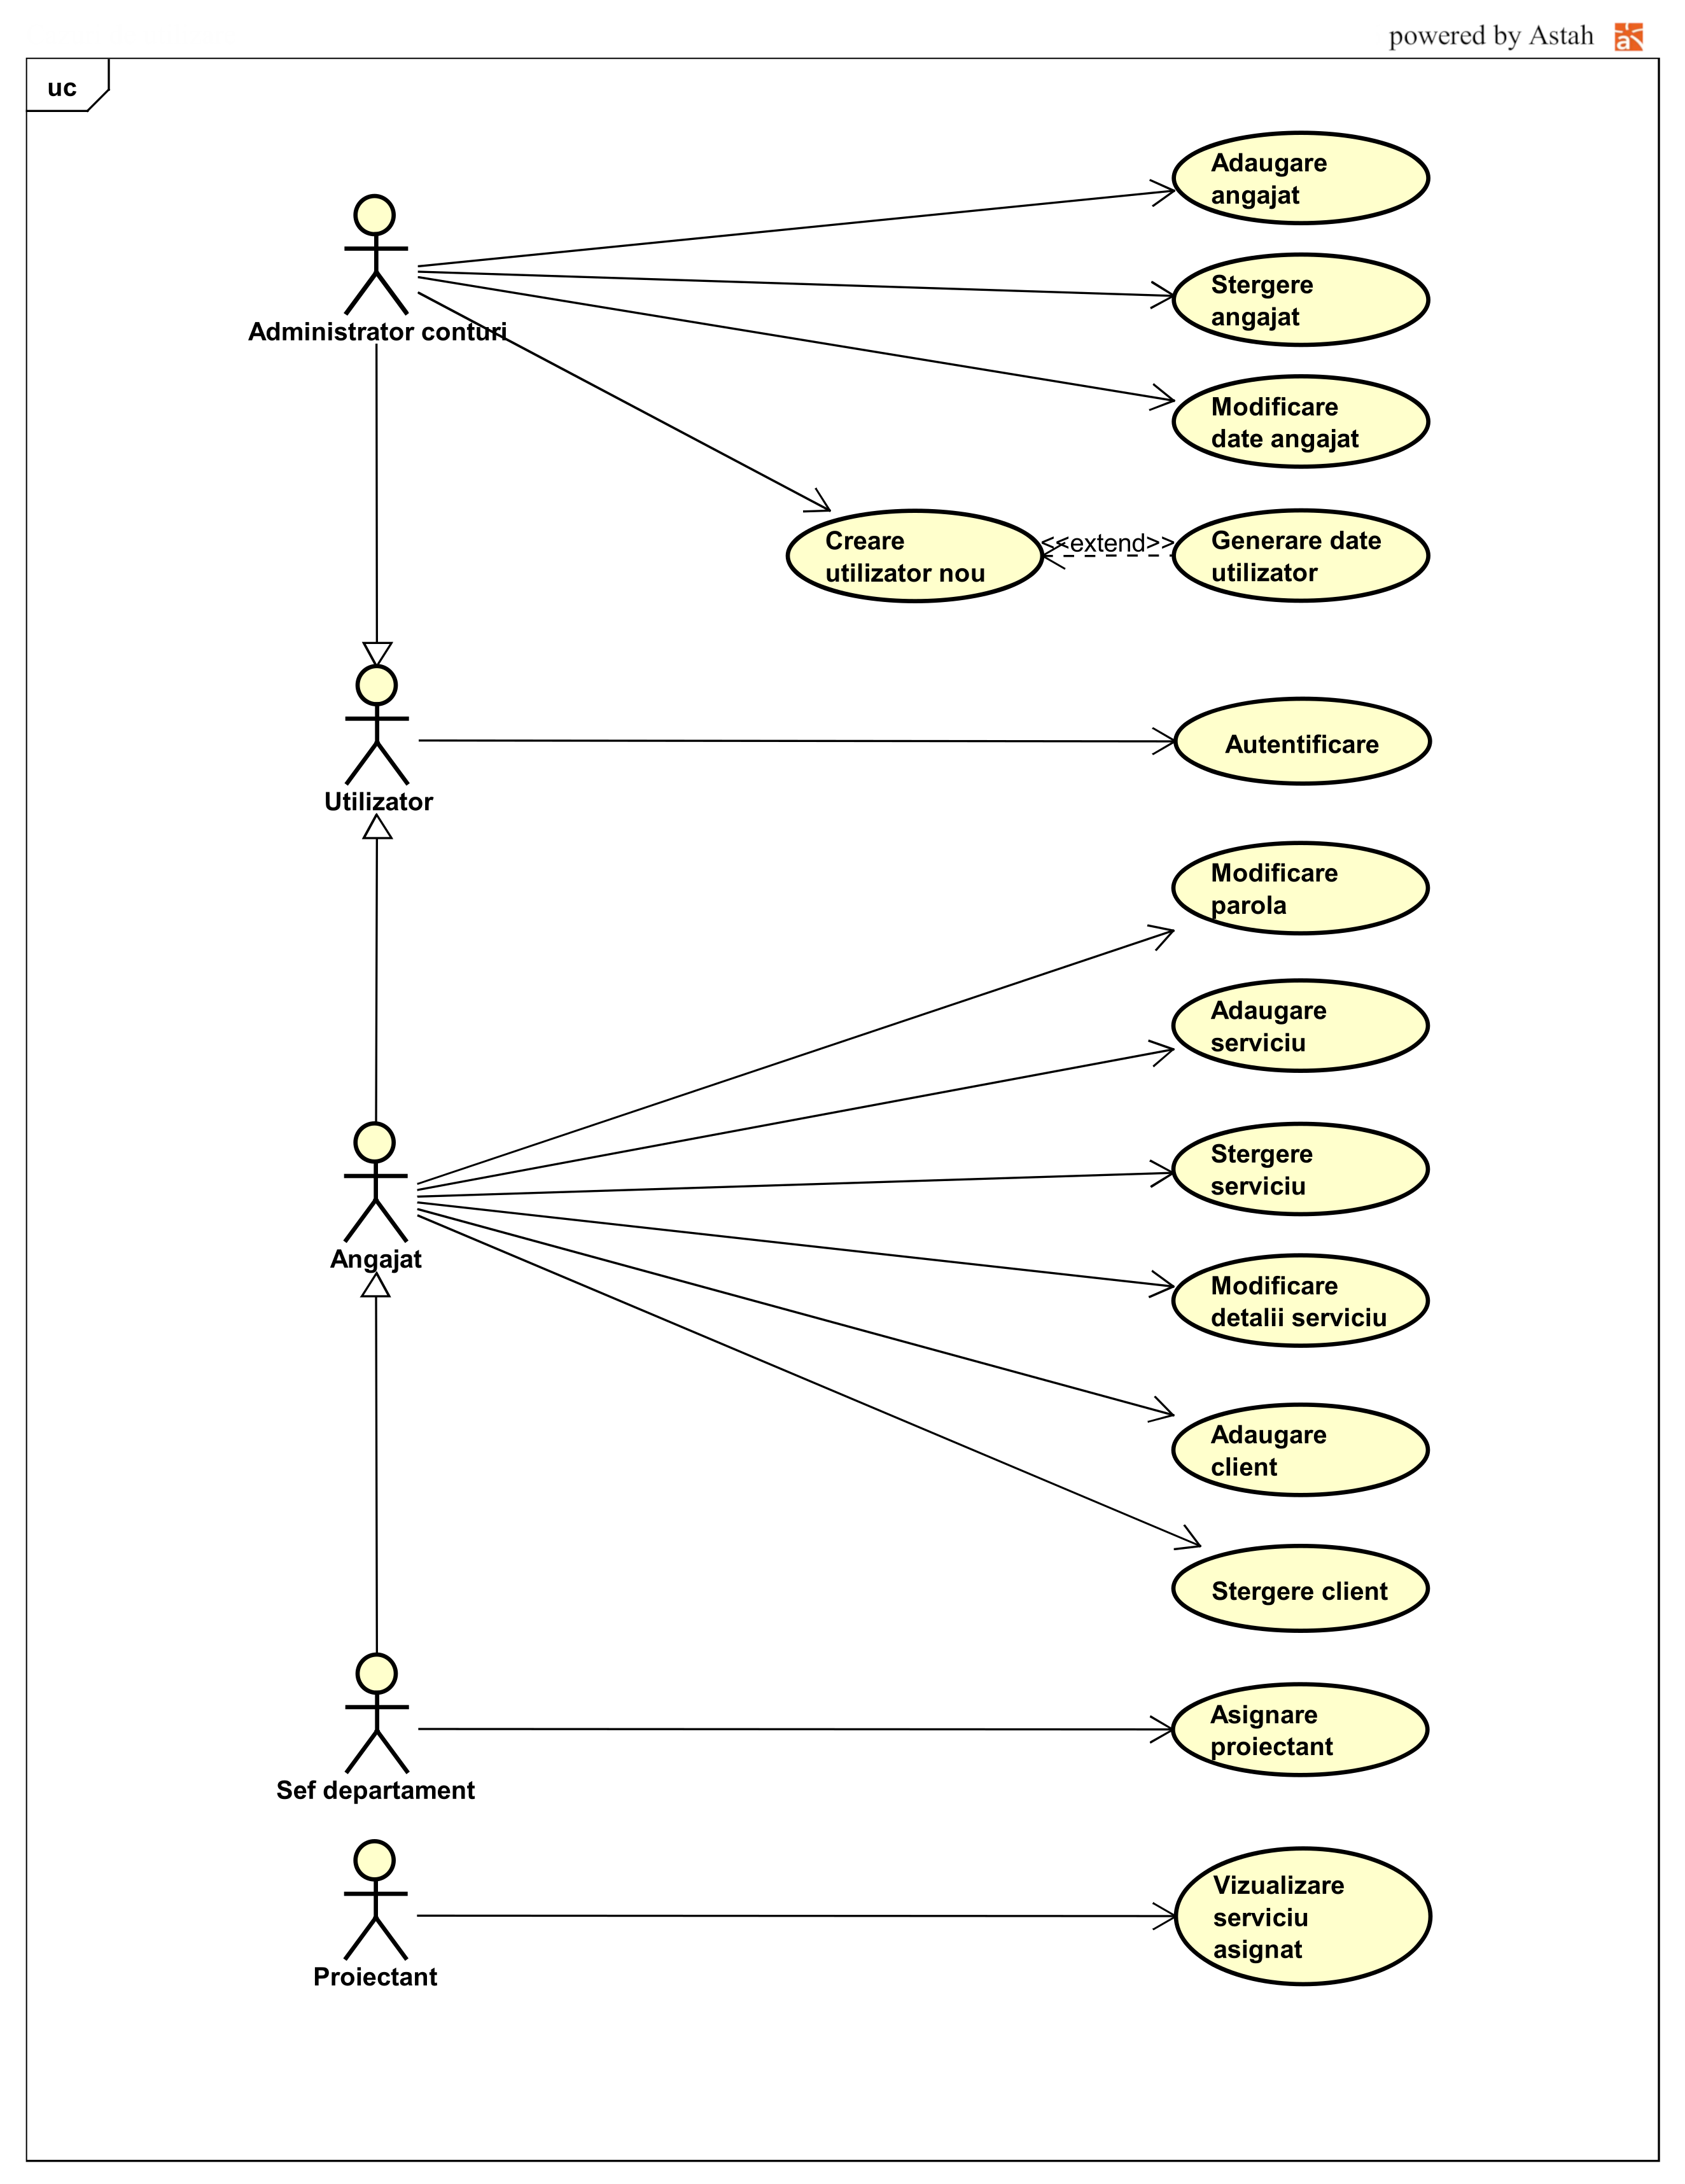 powered by Astah
uc
Adaugare
angajat
Stergere
angajat
Administrator conturi
Modificare
date angajat
Creare
utilizator nou
<<extend>>
Generare date
utilizator
Utilizator
Autentificare
Modificare
parola
Adaugare
serviciu
Stergere
serviciu
Angajat
Modificare
detalii serviciu
Adaugare
client
Stergere client
Sef departament
Asignare
proiectant
Proiectant
Vizualizare
serviciu
asignat